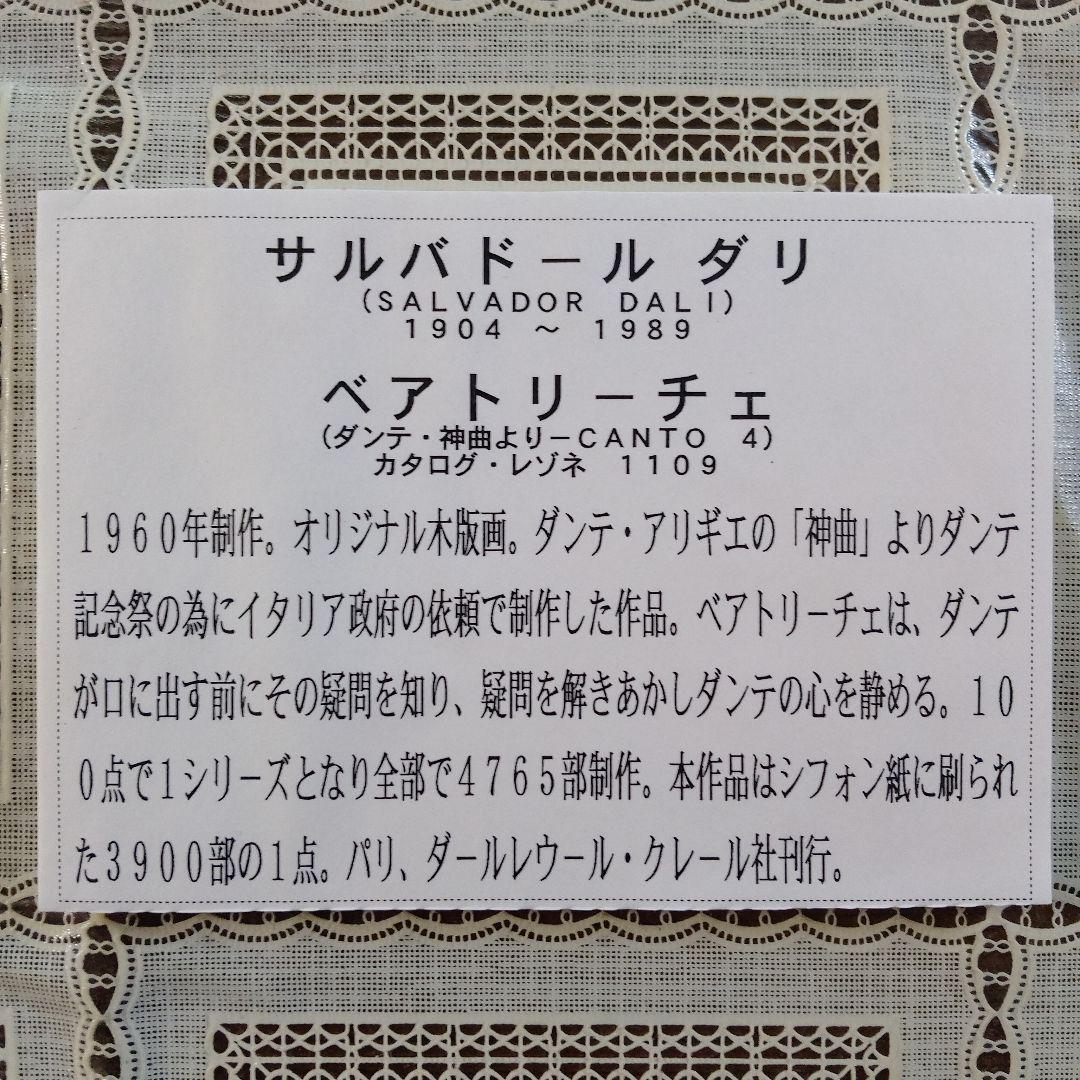 サルバドール ダリ
(SALVADOR DALI)
1904 ～ 1989
ベアトリーチェ
(ダンテ・神曲より－CANTO 4)
カタログ・レゾネ 1109
1960年制作。オリジナル木版画。ダンテ・アリギエの「神曲」よりダンテ
記念祭の為にイタリア政府の依頼で制作した作品。ベアトリーチェは、ダンテ
が口に出す前にその疑問を知り、疑問を解きあかしダンテの心を静める。10
0点で1シリーズとなり全部で4765部制作。本作品はシフォン紙に刷られ
た3900部の1点。パリ、ダールレウール・クレール社刊行。